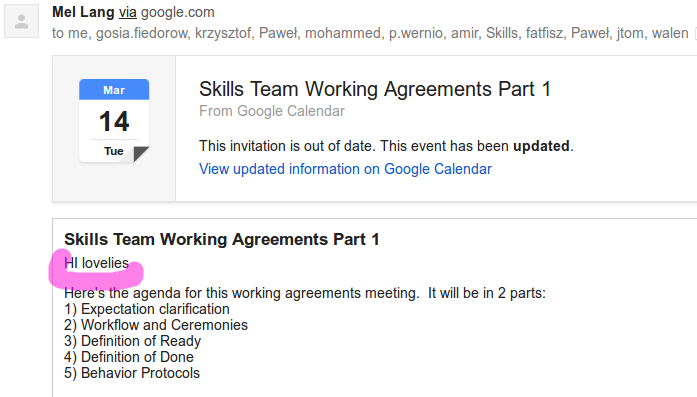 Mel Lang via google.com
to me, gosia.fiedorow, krzysztof, Paweł, mohammed, p.wernio, amir, Skills, fatfisz, Paweł, jtom, walen
Mar
14
Tue
Skills Team Working Agreements Part 1
From Google Calendar
This invitation is out of date. This event has been updated.
View updated information on Google Calendar
Skills Team Working Agreements Part 1
HI lovelies
Here's the agenda for this working agreements meeting.  It will be in 2 parts:
1) Expectation clarification
2) Workflow and Ceremonies
3) Definition of Ready
4) Definition of Done
5) Behavior Protocols